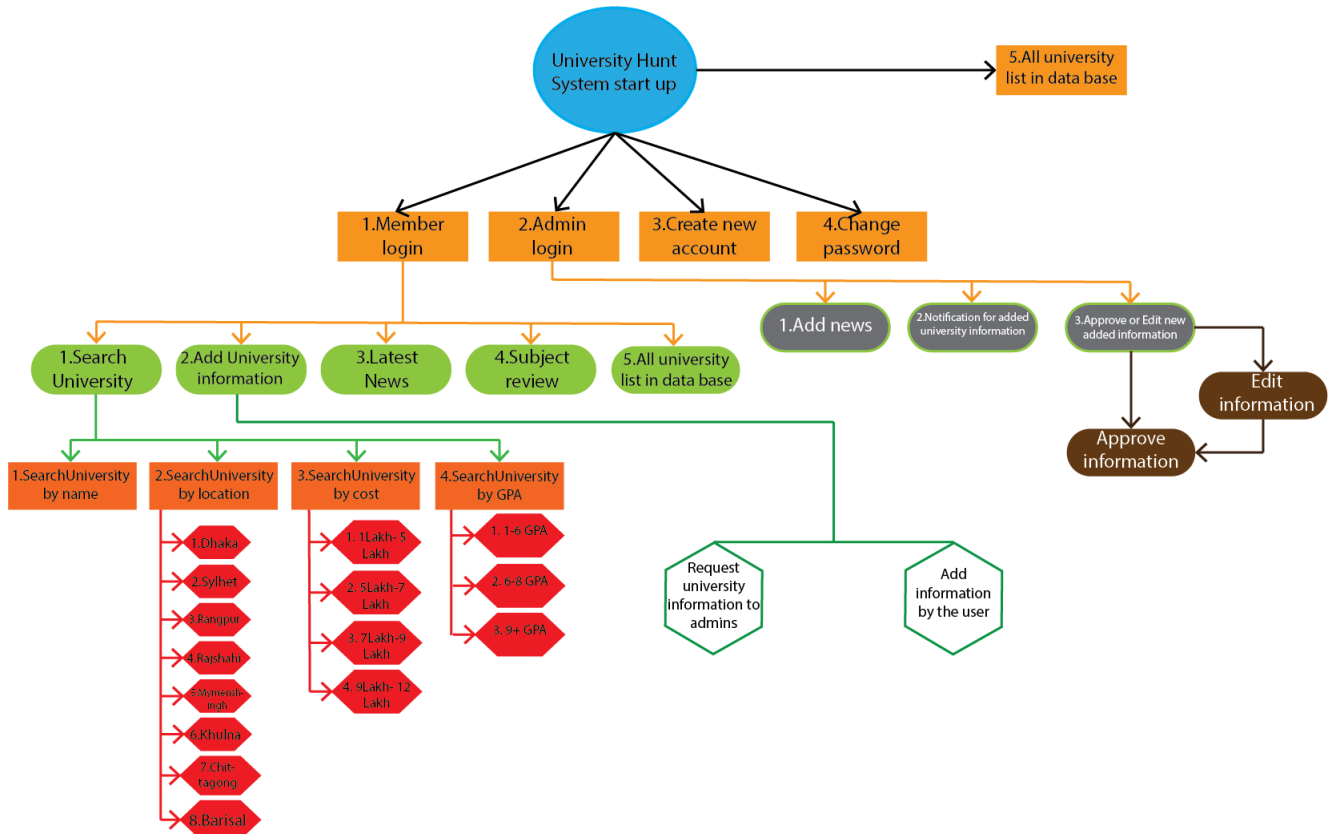 University Hunt
System start up
5.All university
list in data base
1.Member
login
2.Admin
login
3.Create new
account
4.Change
password
1.Add news
2.Notification for added
university information
3.Approve or Edit new
added information
1.Search
University
2.Add University
information
3.Latest
News
4.Subject
review
5.All university
list in data base
Edit
information
Approve
information
1.SearchUniversity
by name
2.SearchUniversity
by location
3.SearchUniversity
by cost
4.SearchUniversity
by GPA
1.Dhaka
2.Sylhet
3.Rangpur
4.Rajshahi
5.Mymensh-
ingh
6.Khulna
7.Chit-
tagong
8.Barisal
1. 1Lakh- 5
Lakh
2. 5Lakh-7
Lakh
3. 7Lakh-9
Lakh
4. 9Lakh- 12
Lakh
1. 1-6 GPA
2. 6-8 GPA
3. 9+ GPA
Request
university
information to
admins
Add
information
by the user